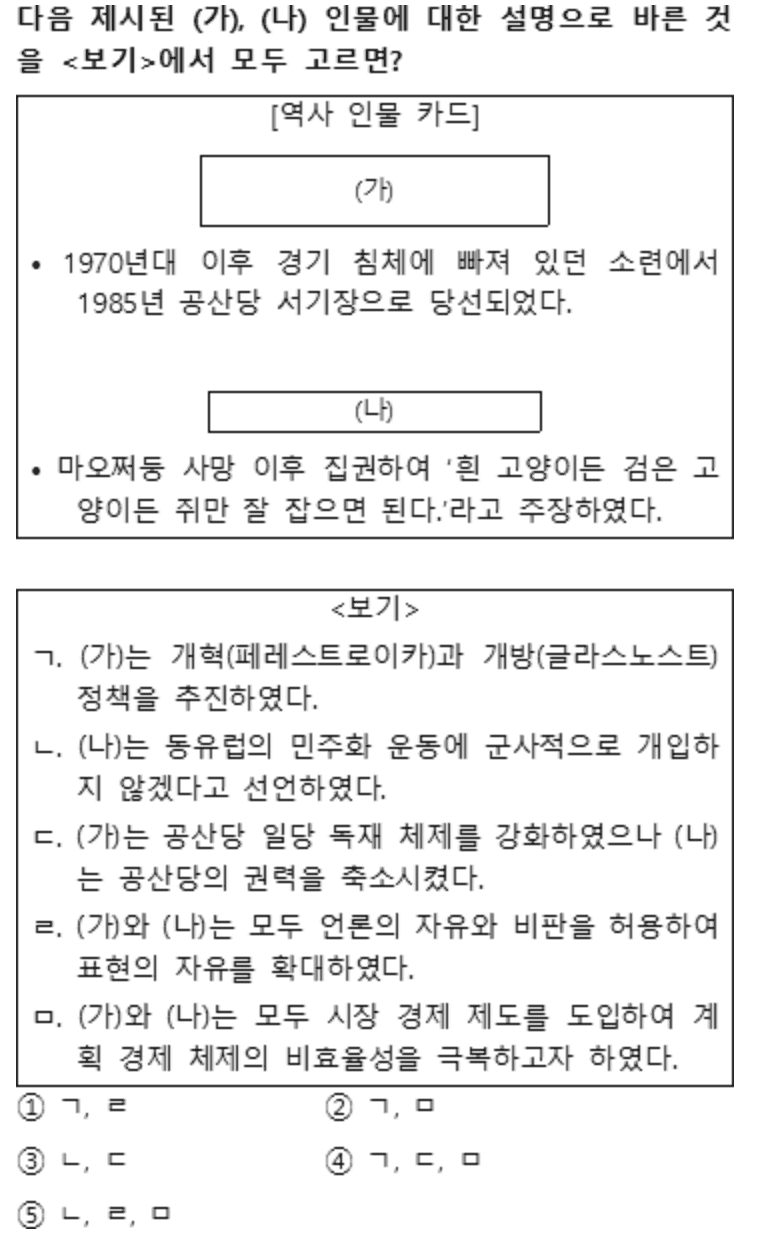 다음 제시된 (가), (나) 인물에 대한 설명으로 바른 것
을 <보기>에서 모두 고르면?
[역사 인물 카드]
(가)
• 1970년대 이후 경기 침체에 빠져 있던 소련에서
1985년 공산당 서기장으로 당선되었다.
(나)
• 마오쩌둥 사망 이후 집권하여 '흰 고양이든 검은 고
양이든 쥐만 잘 잡으면 된다.'라고 주장하였다.
<보기>
ㄱ. (가)는 개혁(페레스트로이카)과 개방(글라스노스트)
정책을 추진하였다.
ㄴ. (나)는 동유럽의 민주화 운동에 군사적으로 개입하
지 않겠다고 선언하였다.
ㄷ. (가)는 공산당 일당 독재 체제를 강화하였으나 (나)
는 공산당의 권력을 축소시켰다.
ㄹ. (가)와 (나)는 모두 언론의 자유와 비판을 허용하여
표현의 자유를 확대하였다.
ㅁ. (가)와 (나)는 모두 시장 경제 제도를 도입하여 계
획 경제 체제의 비효율성을 극복하고자 하였다.
① ㄱ, ㄹ ② ㄱ, ㅁ
③ ㄴ, ㄷ ④ ㄱ, ㄷ, ㅁ
⑤ ㄴ, ㄹ, ㅁ